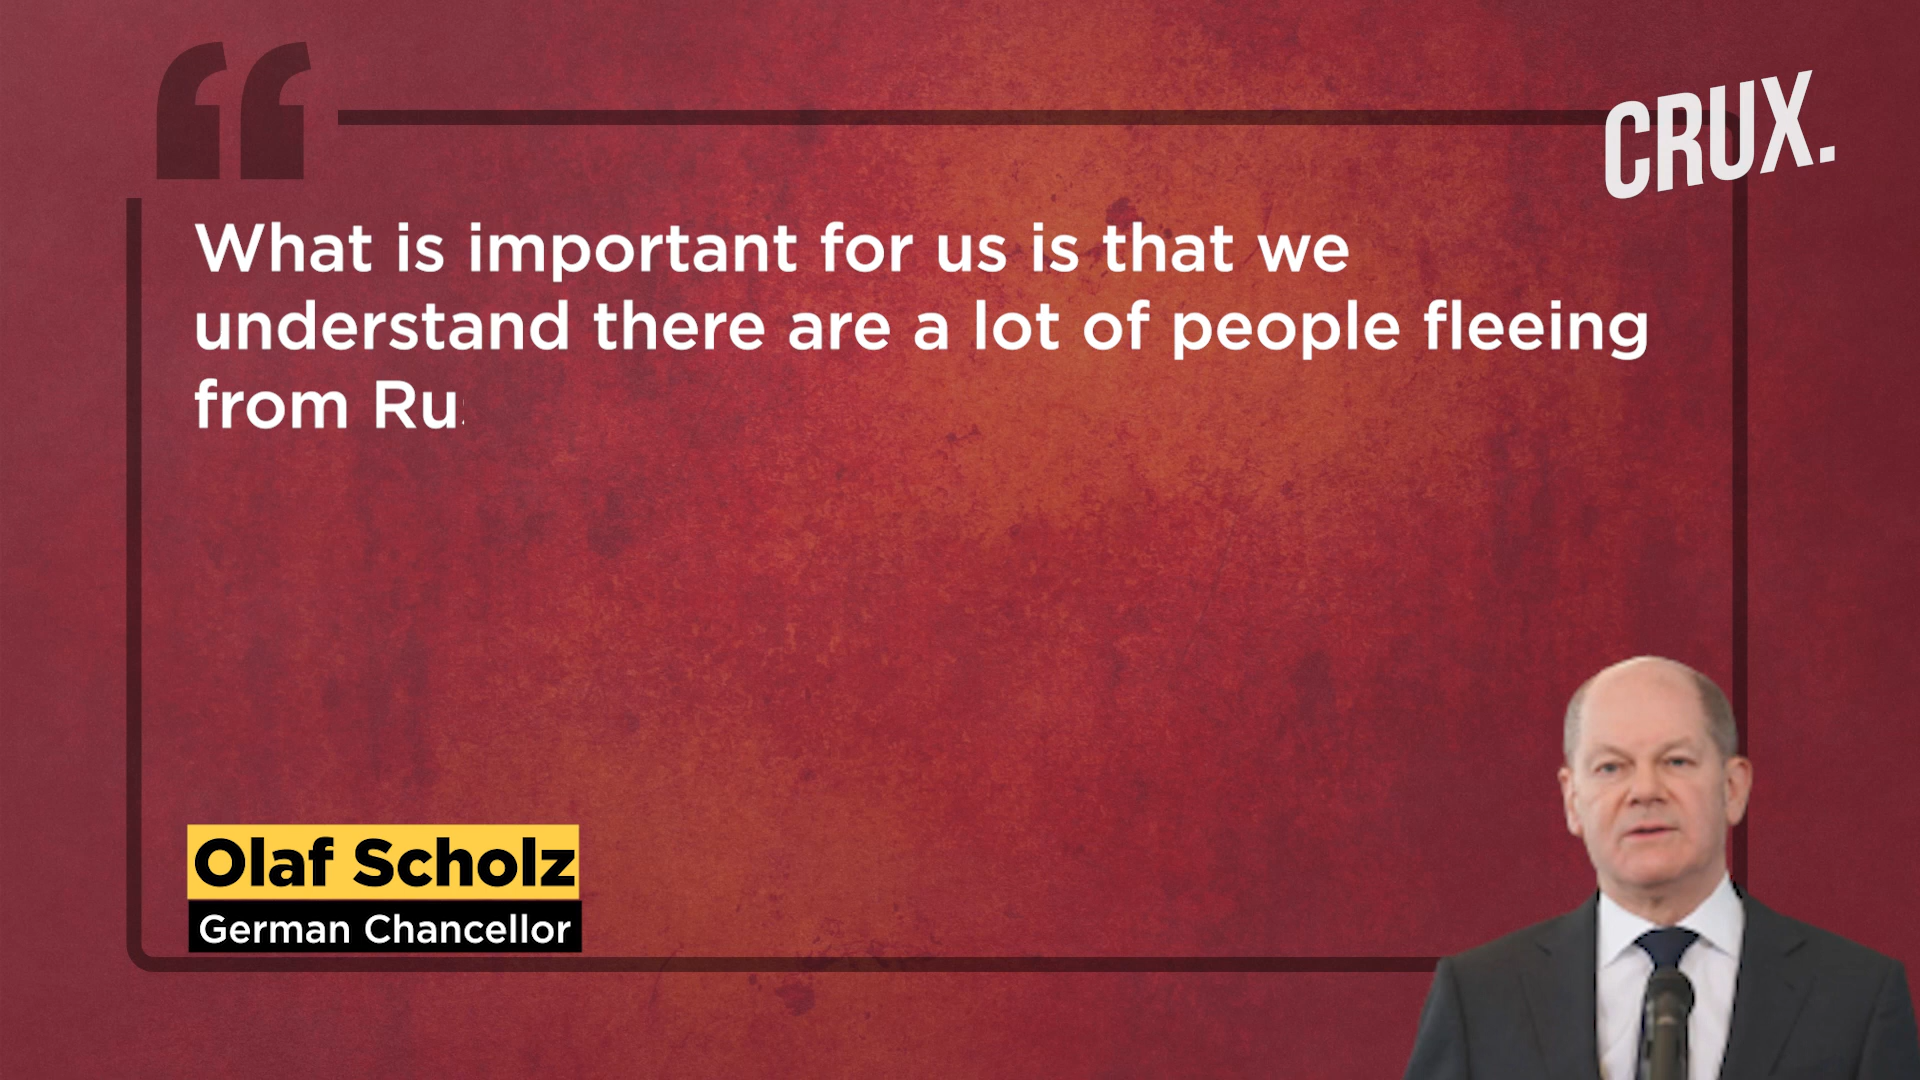 CRUX.
What is important for us is that we
understand there are a lot of people fleeing
from Ru
Olaf Scholz
German Chancellor